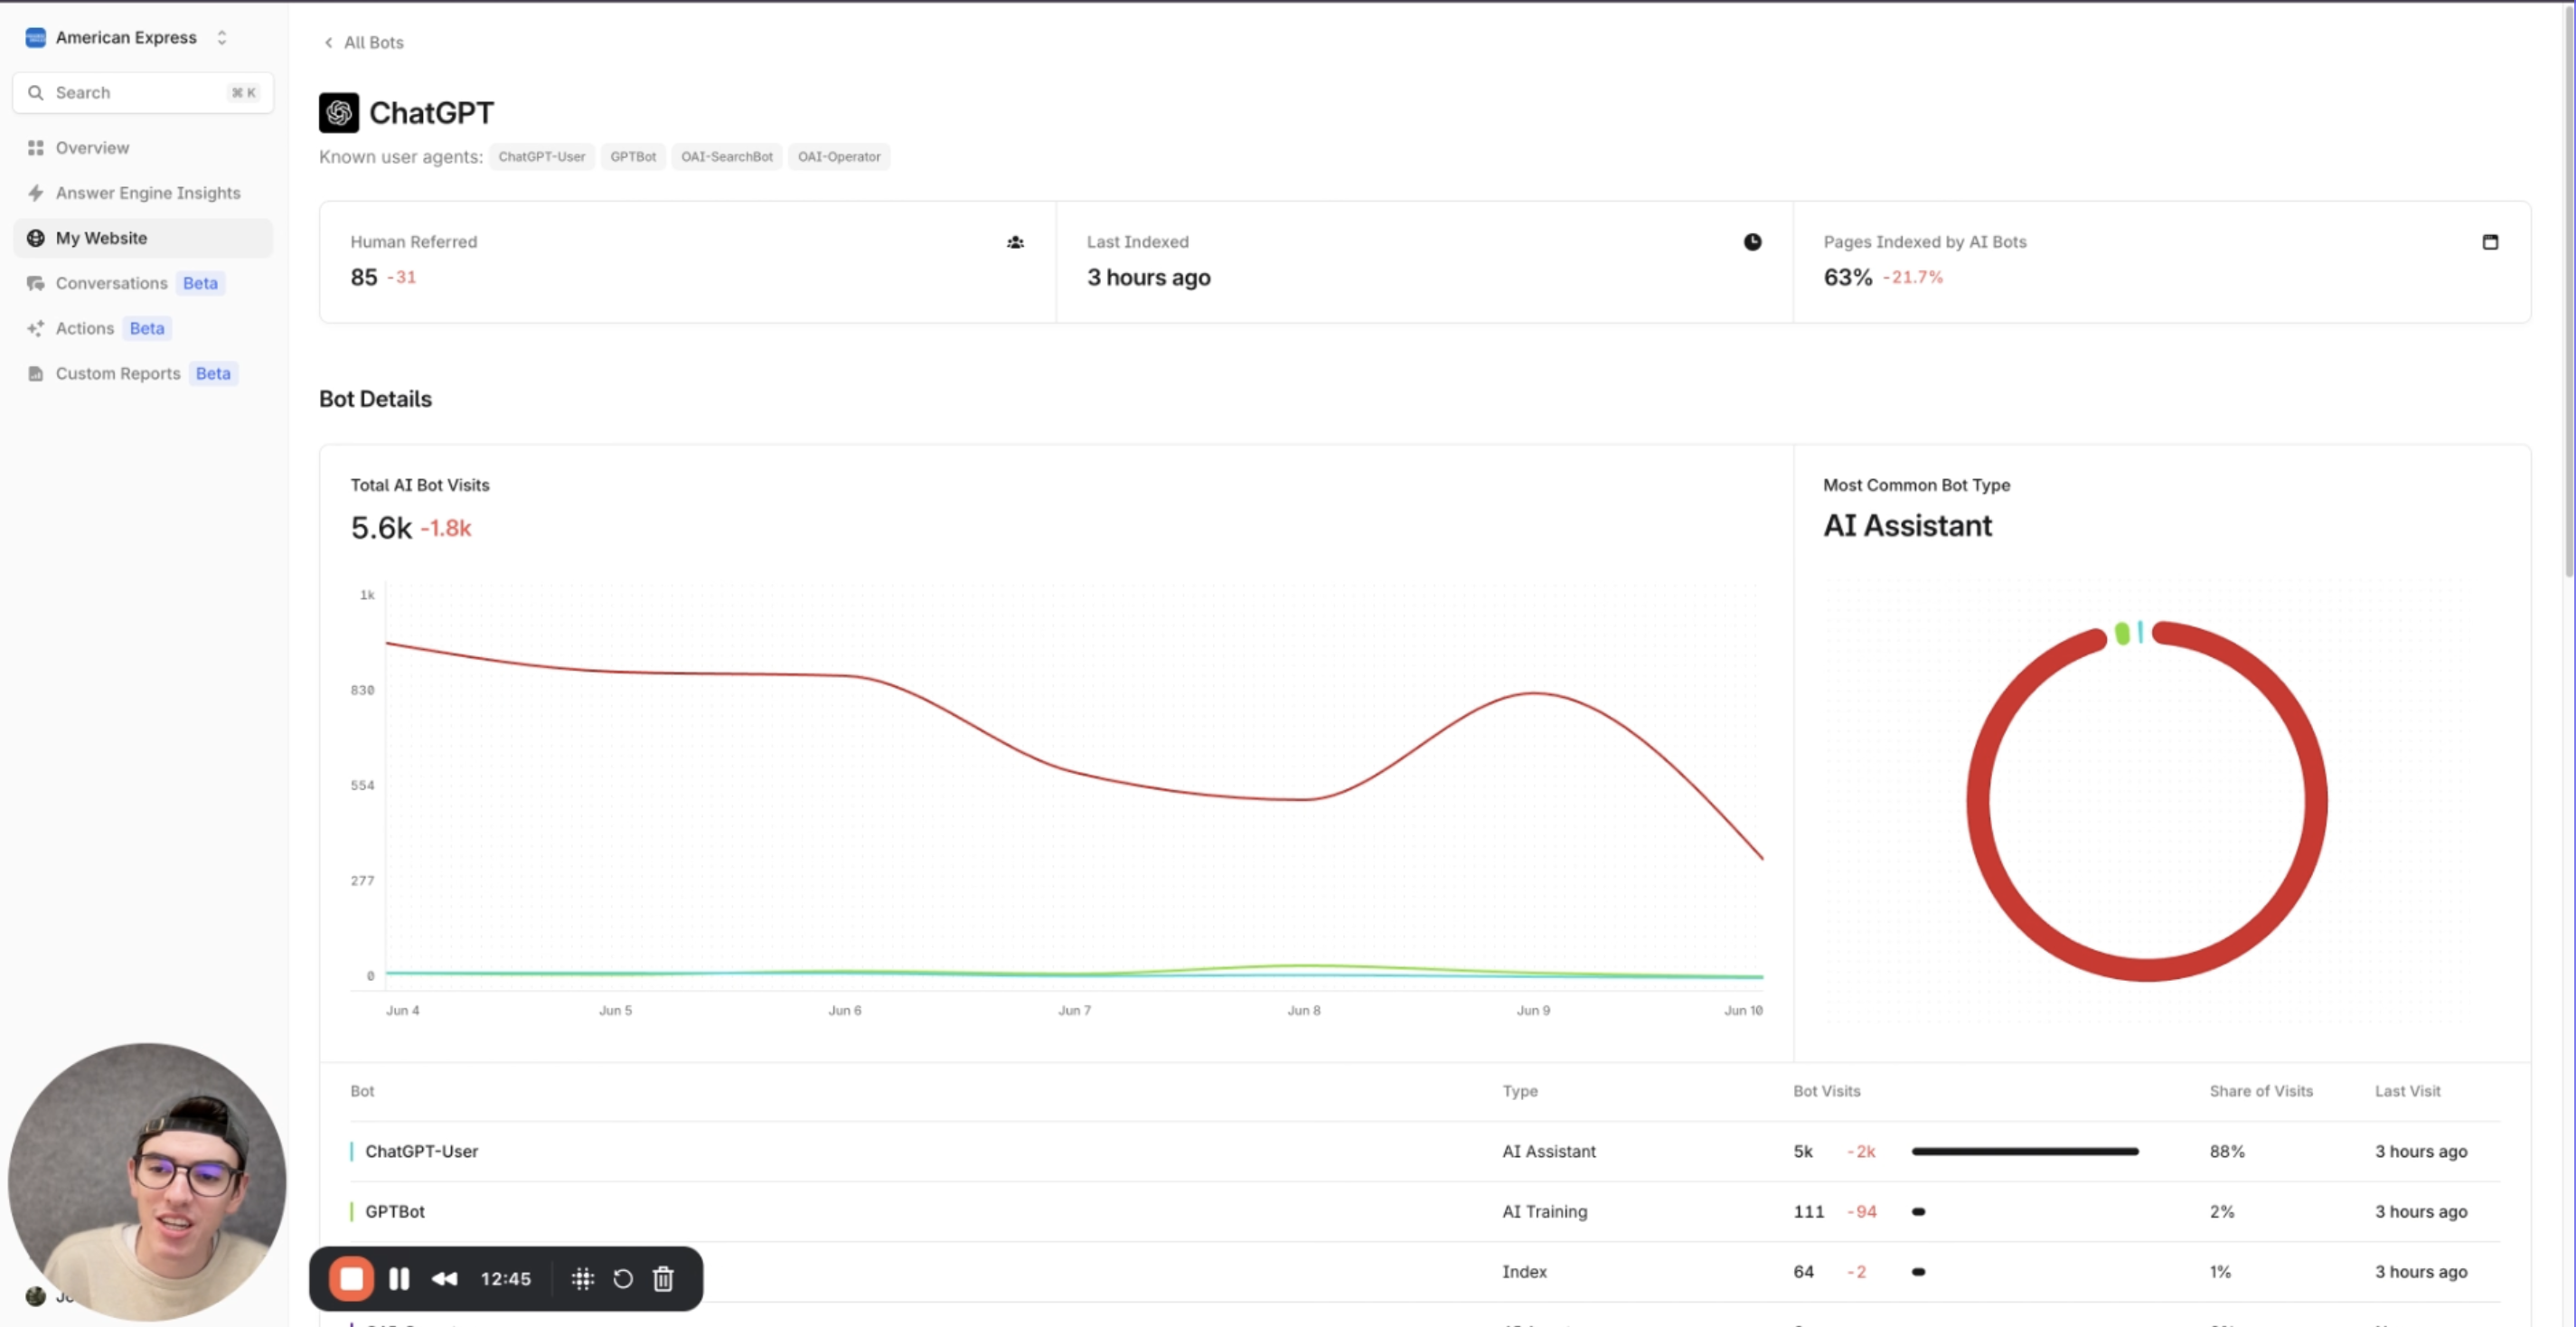 American Express
Search ⌘ K
Overview
Answer Engine Insights
My Website
Conversations Beta
Actions Beta
Custom Reports Beta
All Bots
ChatGPT
Known user agents: ChatGPT-User GPTBot OAI-SearchBot OAI-Operator
Human Referred
85 -31
Last Indexed
3 hours ago
Pages Indexed by AI Bots
63% -21.7%
Bot Details
Total AI Bot Visits
5.6k -1.8k
1k
830
554
277
0
Jun 4 Jun 5 Jun 6 Jun 7 Jun 8 Jun 9 Jun 10
Most Common Bot Type
AI Assistant
Bot Type Bot Visits Share of Visits Last Visit
ChatGPT-User AI Assistant 5k -2k 88% 3 hours ago
GPTBot AI Training 111 -94 2% 3 hours ago
Index 64 -2 1% 3 hours ago
12:45